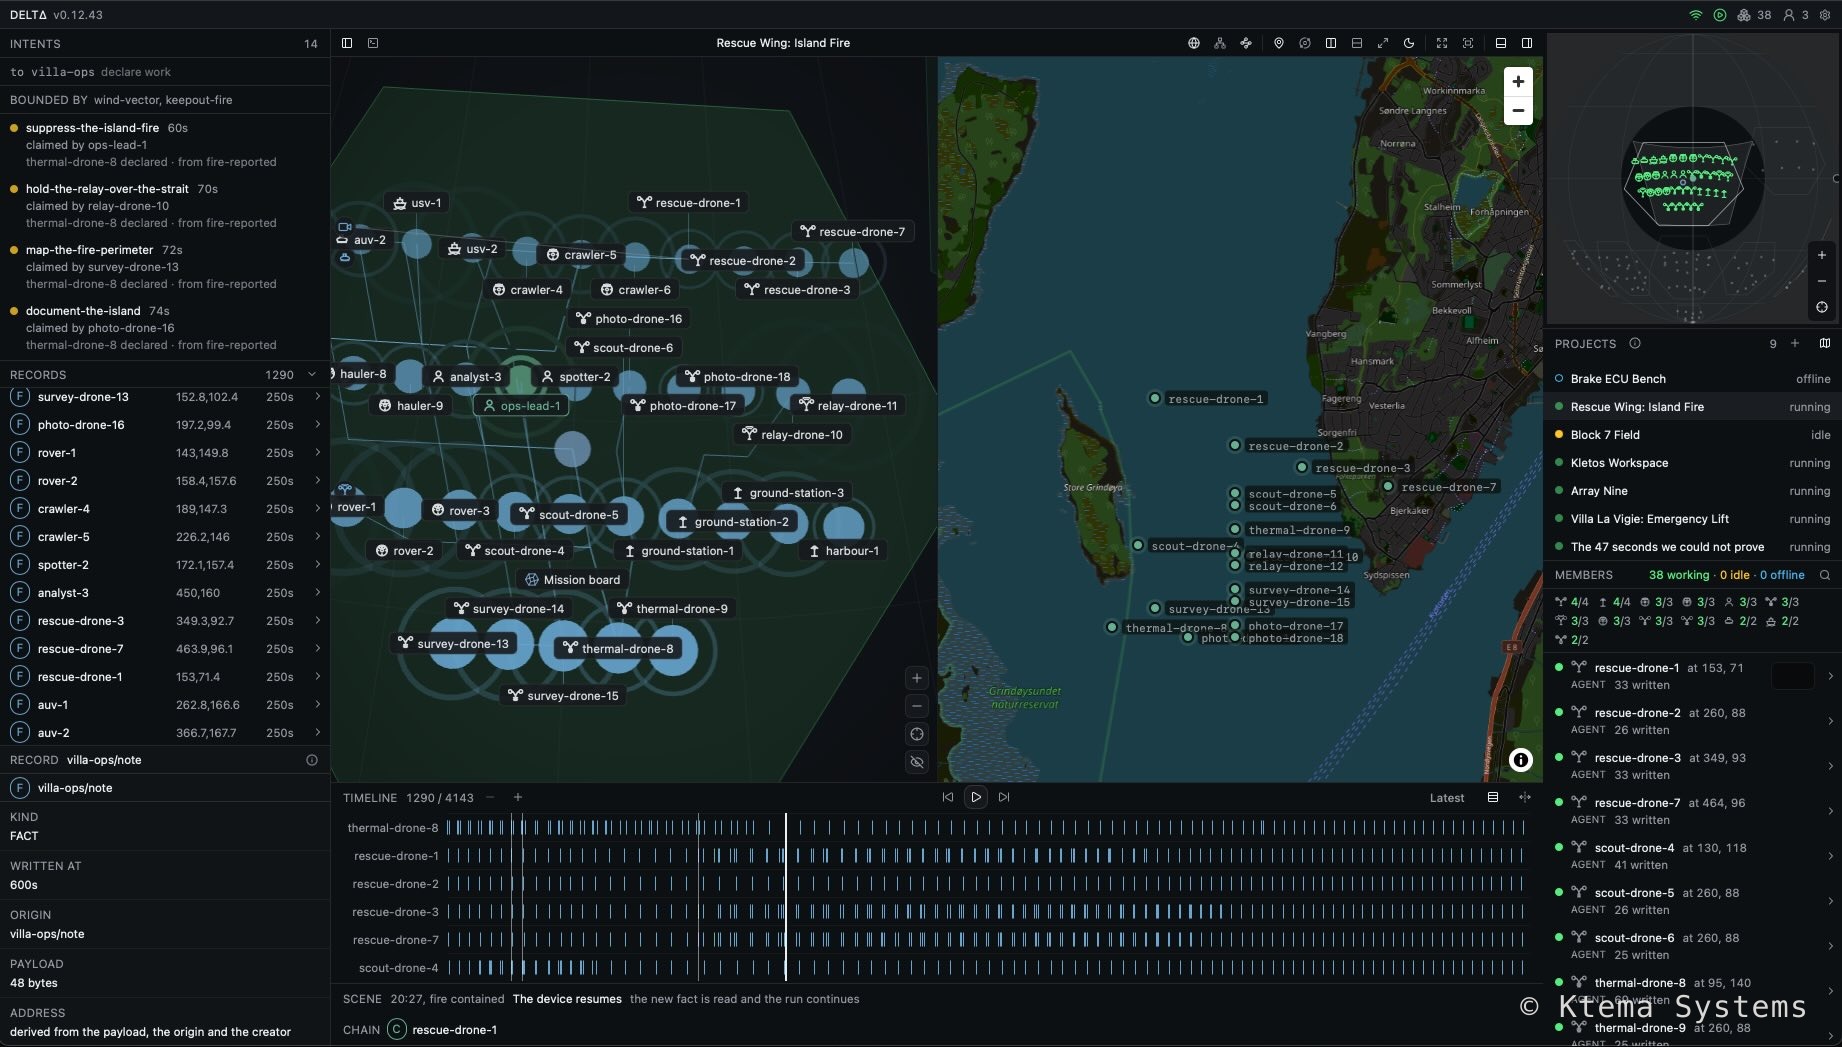 DELTA v0.12.43
38
3
INTENTS 14
to villa-ops declare work
BOUNDED BY wind-vector, keepout-fire
suppress-the-island-fire 60s
claimed by ops-lead-1
thermal-drone-8 declared · from fire-reported
hold-the-relay-over-the-strait 70s
claimed by relay-drone-10
thermal-drone-8 declared · from fire-reported
map-the-fire-perimeter 72s
claimed by survey-drone-13
thermal-drone-8 declared · from fire-reported
document-the-island 74s
claimed by photo-drone-16
thermal-drone-8 declared · from fire-reported
RECORDS 1290
F survey-drone-13 152.8,102.4 250s
F photo-drone-16 197.2,99.4 250s
F rover-1 143,149.8 250s
F rover-2 158.4,157.6 250s
F crawler-4 189,147.3 250s
F crawler-5 226.2,146 250s
F spotter-2 172.1,157.4 250s
F analyst-3 450,160 250s
F rescue-drone-3 349.3,92.7 250s
F rescue-drone-7 463.9,96.1 250s
F rescue-drone-1 153,71.4 250s
F auv-1 262.8,166.6 250s
F auv-2 366.7,167.7 250s
RECORD villa-ops/note
F villa-ops/note
KIND
FACT
WRITTEN AT
600s
ORIGIN
villa-ops/note
PAYLOAD
48 bytes
ADDRESS
derived from the payload, the origin and the creator
Rescue Wing: Island Fire
usv-1
rescue-drone-1
auv-2
usv-2
rescue-drone-7
crawler-5
rescue-drone-2
crawler-4
crawler-6
rescue-drone-3
photo-drone-16
scout-drone-6
hauler-8
analyst-3
spotter-2
photo-drone-18
hauler-9
ops-lead-1
photo-drone-17
relay-drone-11
relay-drone-10
ground-station-3
rover-1
rover-3
scout-drone-5
ground-station-2
rover-2
scout-drone-4
ground-station-1
harbour-1
Mission board
survey-drone-14
thermal-drone-9
survey-drone-13
thermal-drone-8
survey-drone-15
Workinnmarka
Søndre Langnes
Norrøna
Stalheim
Forhåpningen
Sommerlyst
Bekkevoll
Vangberg
Alfheim
Hansmark
Fagereng
Vesterlia
Sorgenfri
Bjerkaker
Sydspissen
Store Grindøya
Grindøysundet
naturreservat
E8
rescue-drone-1
rescue-drone-2
rescue-drone-3
rescue-drone-7
scout-drone-5
scout-drone-6
thermal-drone-9
scout-drone-4
relay-drone-11
10
relay-drone-12
survey-drone-14
survey-drone-15
survey-drone-13
thermal-drone-8
photo-drone-17
photo-drone-18
TIMELINE 1290 / 4143
Latest
thermal-drone-8
rescue-drone-1
rescue-drone-2
rescue-drone-3
rescue-drone-7
scout-drone-4
SCENE 20:27, fire contained The device resumes the new fact is read and the run continues
CHAIN C rescue-drone-1
PROJECTS 9
Brake ECU Bench offline
Rescue Wing: Island Fire running
Block 7 Field idle
Kletos Workspace running
Array Nine running
Villa La Vigie: Emergency Lift running
The 47 seconds we could not prove running
MEMBERS 38 working · 0 idle · 0 offline
4/4 4/4 3/3 3/3 3/3 3/3
3/3 3/3 3/3 3/3 2/2 2/2
2/2
rescue-drone-1 at 153, 71
AGENT 33 written
rescue-drone-2 at 260, 88
AGENT 26 written
rescue-drone-3 at 349, 93
AGENT 33 written
rescue-drone-7 at 464, 96
AGENT 33 written
scout-drone-4 at 130, 118
AGENT 41 written
scout-drone-5 at 260, 88
AGENT 26 written
scout-drone-6 at 260, 88
AGENT 25 written
thermal-drone-8 at 95, 140
AGENT written
© Ktema Systems
thermal-drone-9 at 260, 88
AGENT 25 written